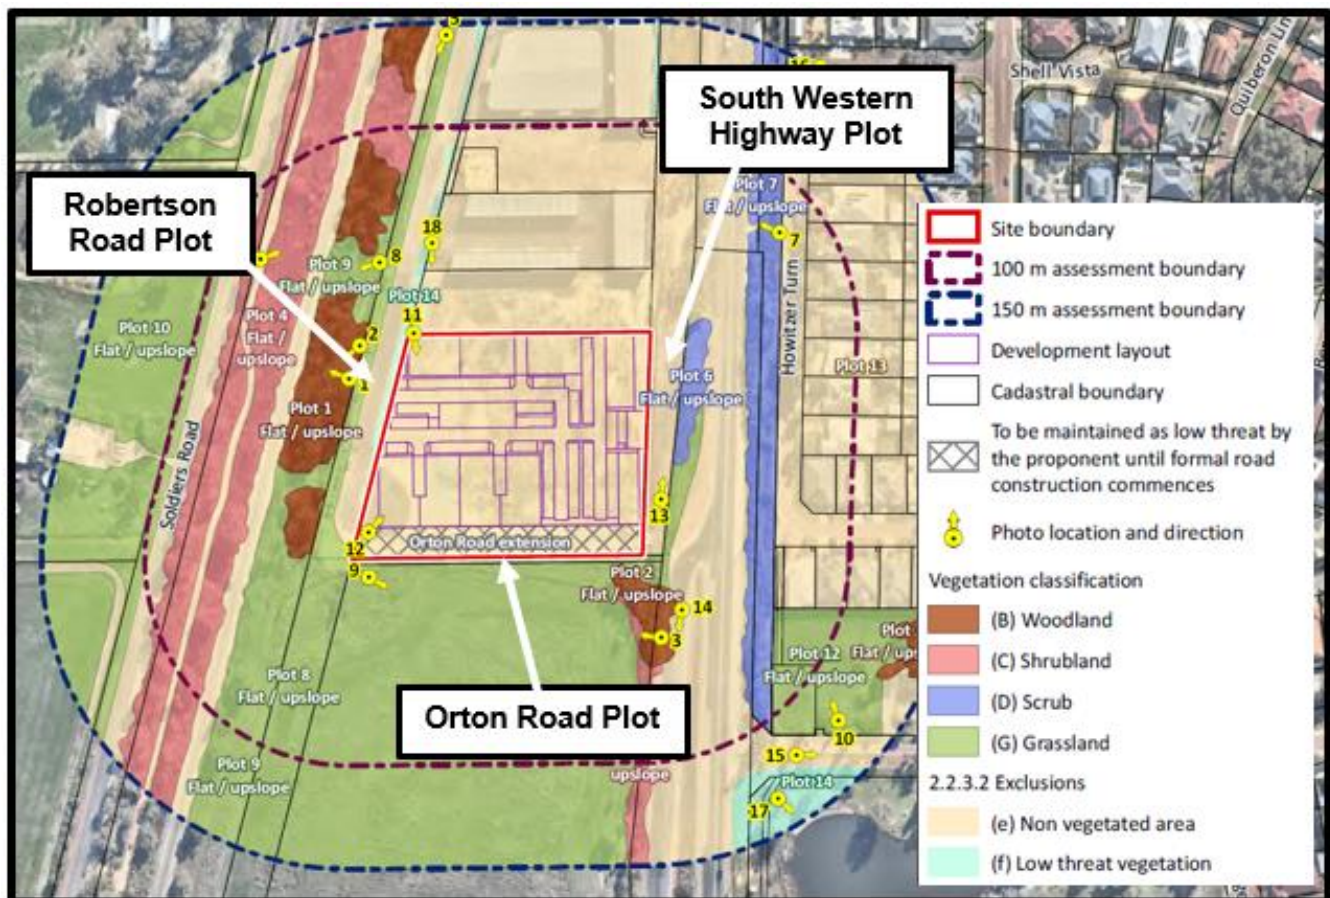 5
16
Shell Vista
Quiberon
South Western
Highway Plot
Robertson
Road Plot
Plot 7
Flat / upslope
7
18
8
Plot 9
Flat / upslope
Plot 14
11
Plot 10
Flat / upslope
Plot 4
Flat /
upslope
2
1
Plot 1
Flat / upslope
Plot 6
Flat / upslope
Howitzer Turn
Plot 13
Soldiers Road
13
12
Orton Road extension
9
Plot 2
Flat / upslope
14
3
Plot 8
Flat / upslope
Plot 12
Flat / upslope
Plot
Flat / up
Orton Road Plot
10
15
Plot 9
Flat / upslope
upslope
Plot 14
17
Site boundary
100 m assessment boundary
150 m assessment boundary
Development layout
Cadastral boundary
To be maintained as low threat by
the proponent until formal road
construction commences
Photo location and direction
Vegetation classification
(B) Woodland
(C) Shrubland
(D) Scrub
(G) Grassland
2.2.3.2 Exclusions
(e) Non vegetated area
(f) Low threat vegetation